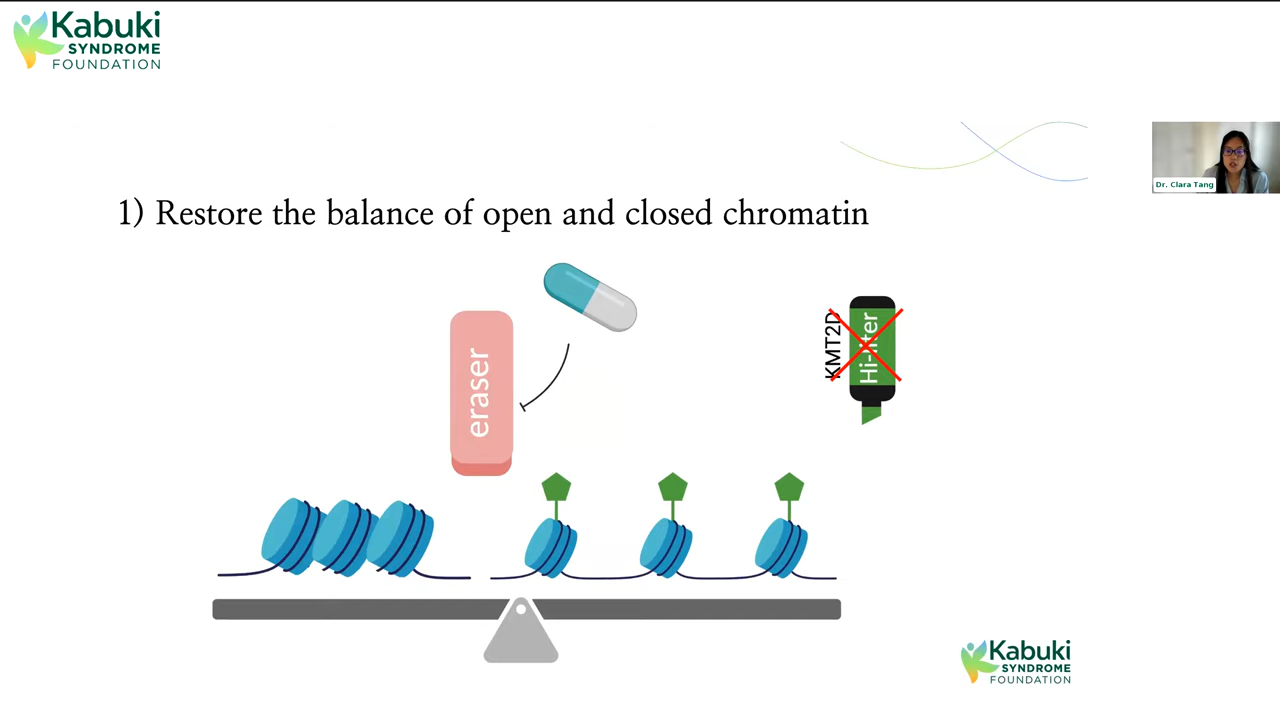 Kabuki
SYNDROME
FOUNDATION
Dr. Clara Tang
1) Restore the balance of open and closed chromatin
eraser
KMT2D
Hi-liter
Kabuki
SYNDROME
FOUNDATION